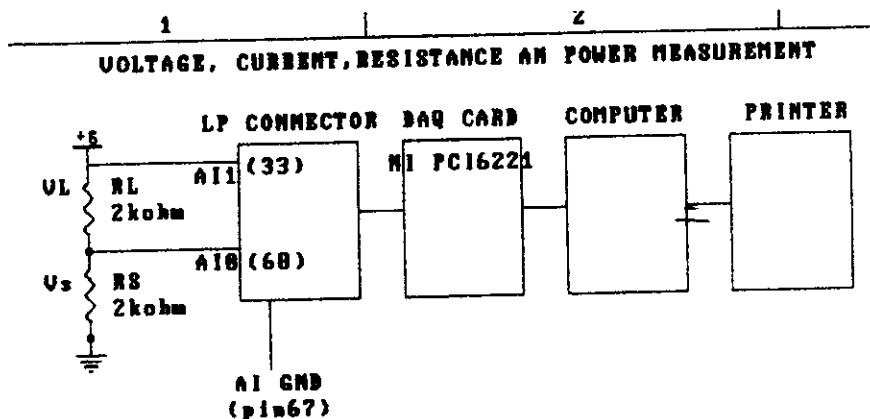 1 2
VOLTAGE, CURRENT, RESISTANCE AN POWER MEASUREMENT
LP CONNECTOR DAQ CARD COMPUTER PRINTER
+6
AI1 (33) NI PCI6221
VL RL
2kohm
AI0 (68)
Vs RS
2kohm
AI GND
(pin67)